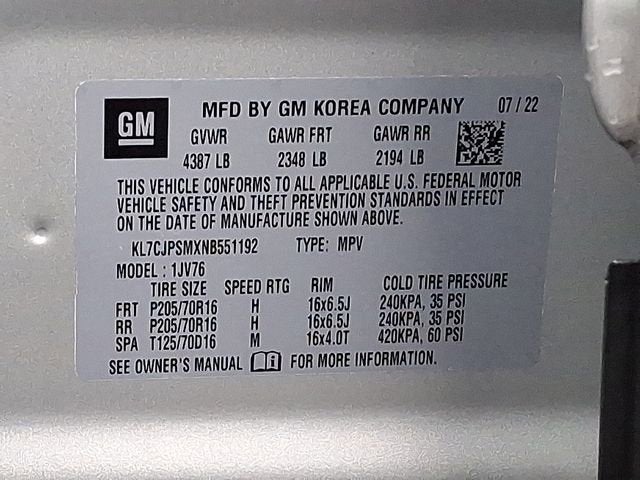 GM
MFD BY GM KOREA COMPANY 07 / 22
GVWR GAWR FRT GAWR RR
4387 LB 2348 LB 2194 LB
THIS VEHICLE CONFORMS TO ALL APPLICABLE U.S. FEDERAL MOTOR
VEHICLE SAFETY AND THEFT PREVENTION STANDARDS IN EFFECT
ON THE DATE OF MANUFACTURE SHOWN ABOVE.
KL7CJPSMXNB551192 TYPE: MPV
MODEL : 1JV76
TIRE SIZE SPEED RTG RIM COLD TIRE PRESSURE
FRT P205/70R16 H 16x6.5J 240KPA, 35 PSI
RR P205/70R16 H 16x6.5J 240KPA, 35 PSI
SPA T125/70D16 M 16x4.0T 420KPA, 60 PSI
SEE OWNER'S MANUAL FOR MORE INFORMATION.